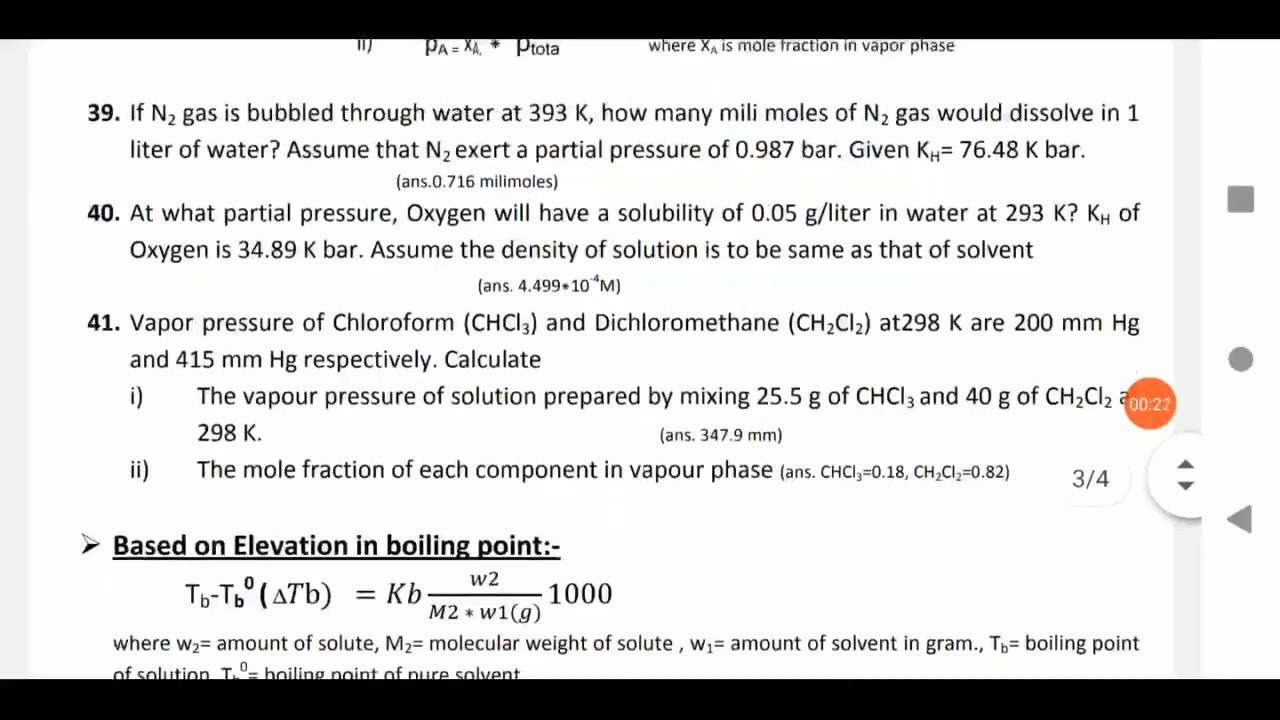 ii) pA = XA. * Ptota where XA is mole fraction in vapor phase
39. If N₂ gas is bubbled through water at 393 K, how many mili moles of N₂ gas would dissolve in 1
liter of water? Assume that N₂ exert a partial pressure of 0.987 bar. Given KH= 76.48 K bar.
(ans.0.716 milimoles)
40. At what partial pressure, Oxygen will have a solubility of 0.05 g/liter in water at 293 K? KH of
Oxygen is 34.89 K bar. Assume the density of solution is to be same as that of solvent
(ans. 4.499*10⁻⁴M)
41. Vapor pressure of Chloroform (CHCl₃) and Dichloromethane (CH₂Cl₂) at298 K are 200 mm Hg
and 415 mm Hg respectively. Calculate
i) The vapour pressure of solution prepared by mixing 25.5 g of CHCl₃ and 40 g of CH₂Cl₂
00:22
298 K. (ans. 347.9 mm)
ii) The mole fraction of each component in vapour phase (ans. CHCl₃=0.18, CH₂Cl₂=0.82)
3/4
➢ Based on Elevation in boiling point:-
Tb-Tb⁰ (ΔTb) = Kb w2 / M2 * w1(g) 1000
where w₂= amount of solute, M₂= molecular weight of solute , w₁= amount of solvent in gram., Tb= boiling point
of solution, Tb⁰= boiling point of pure solvent